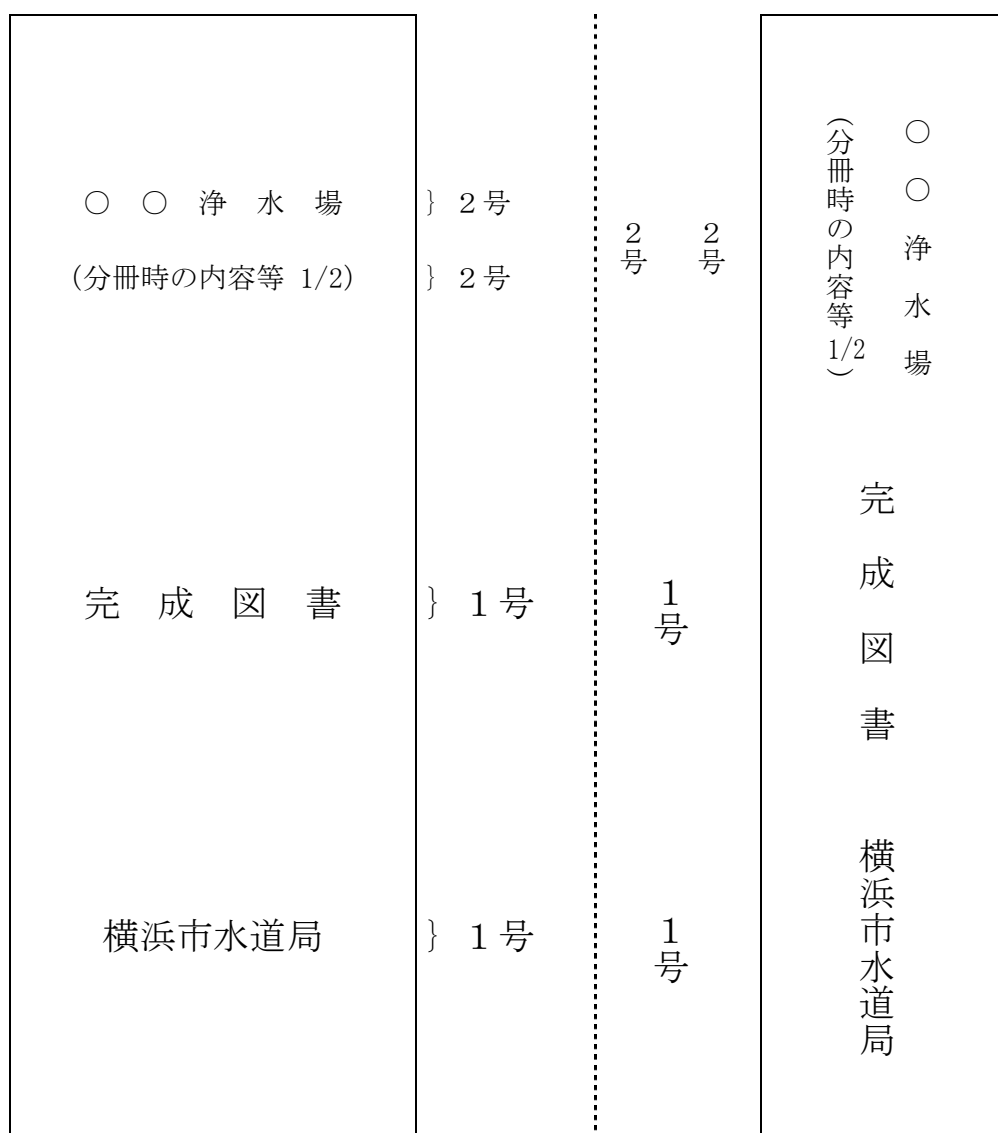 ○ ○ 浄 水 場 } ２号
(分冊時の内容等 1/2) } ２号
完 成 図 書 } １号
横浜市水道局 } １号
２号
２号
１号
１号
○○浄水場
(分冊時の内容等 1/2)
完成図書
横浜市水道局